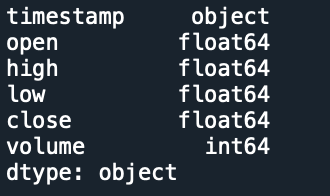 timestamp object
open float64
high float64
low float64
close float64
volume int64
dtype: object